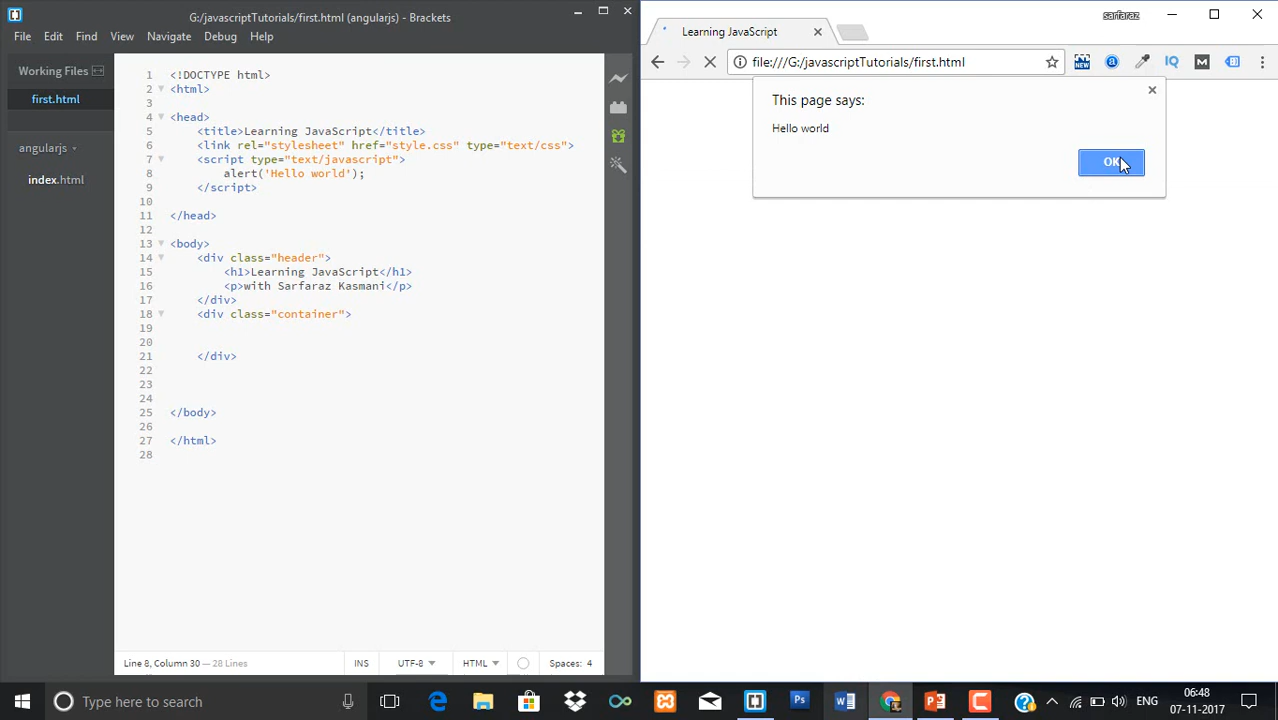 G:/javascriptTutorials/first.html (angularjs) - Brackets
File Edit Find View Navigate Debug Help
Working Files
first.html
angularjs
index.html
1 <!DOCTYPE html>
2 <html>
3
4 <head>
5 <title>Learning JavaScript</title>
6 <link rel="stylesheet" href="style.css" type="text/css">
7 <script type="text/javascript">
8 alert('Hello world');
9 </script>
10
11 </head>
12
13 <body>
14 <div class="header">
15 <h1>Learning JavaScript</h1>
16 <p>with Sarfaraz Kasmani</p>
17 </div>
18 <div class="container">
19
20
21 </div>
22
23
24
25 </body>
26
27 </html>
28
Line 8, Column 30 — 28 Lines INS UTF-8 HTML Spaces: 4
sarfaraz
Learning JavaScript
file:///G:/javascriptTutorials/first.html
NEW a IQ M
This page says:
Hello world
OK
Type here to search
Ps
ENG
06:48
07-11-2017